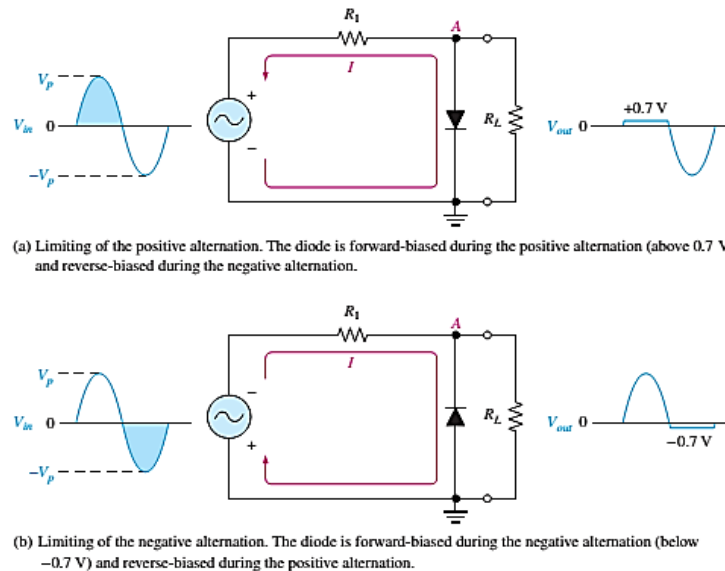 R1
A
I
Vp
+
+0.7 V
Vin 0
RL
Vout 0
−
−Vp
(a) Limiting of the positive alternation. The diode is forward-biased during the positive alternation (above 0.7 V
and reverse-biased during the negative alternation.
R1
A
I
Vp
−
Vin 0
RL
Vout 0
+
−0.7 V
−Vp
(b) Limiting of the negative alternation. The diode is forward-biased during the negative alternation (below
−0.7 V) and reverse-biased during the positive alternation.